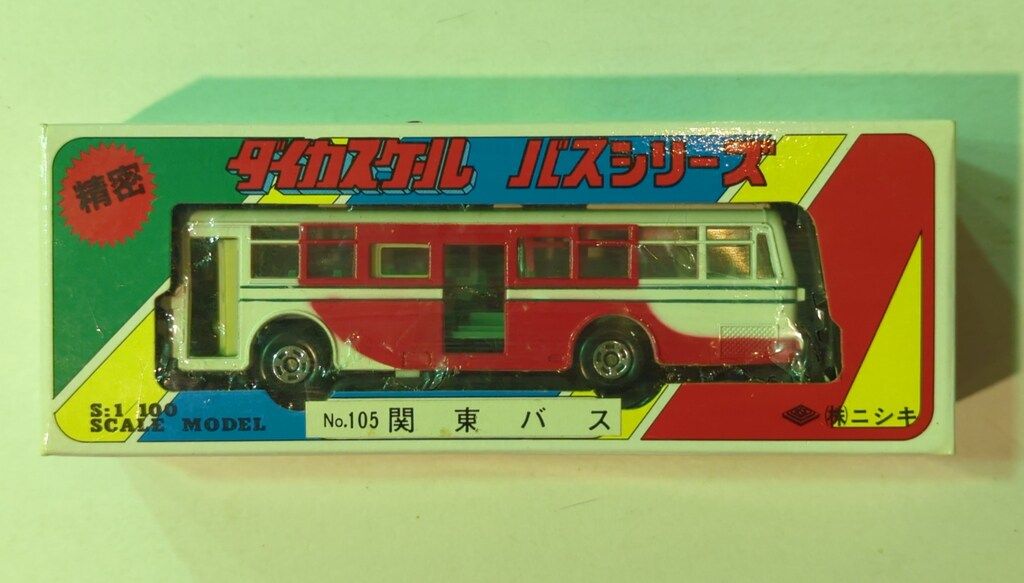 精密
ダイカスケール バスシリーズ
S:1 100
SCALE MODEL
No.105 関東バス
㈱ニシキ